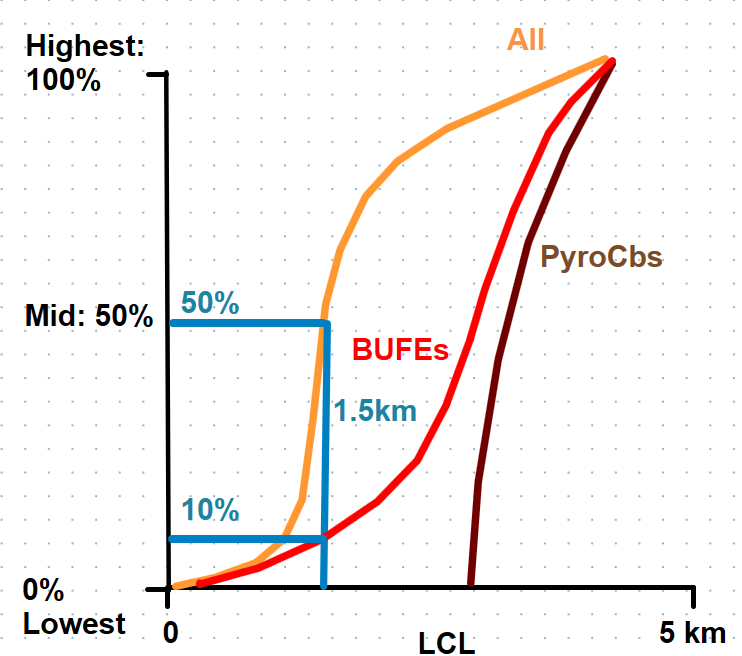 All
Highest:
100%
PyroCbs
50%
Mid: 50%
BUFEs
1.5km
10%
0%
Lowest
0
LCL
5 km